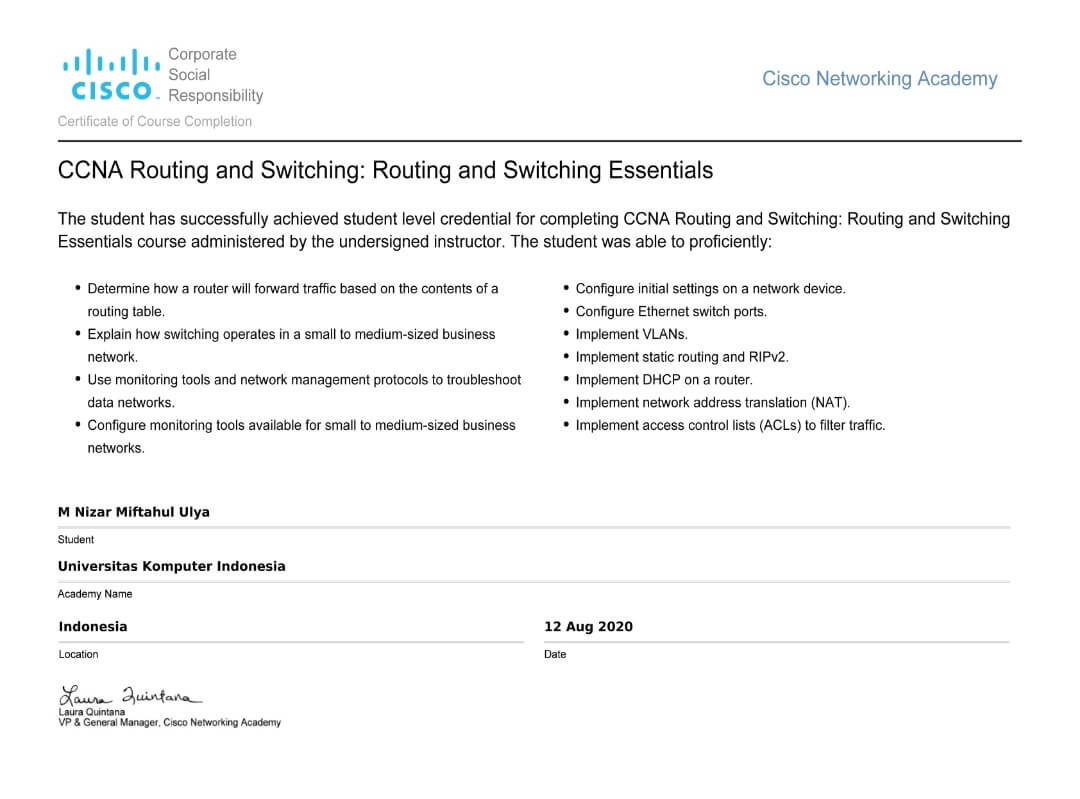 Corporate
Social
CISCO Responsibility
Certificate of Course Completion
Cisco Networking Academy
CCNA Routing and Switching: Routing and Switching Essentials
The student has successfully achieved student level credential for completing CCNA Routing and Switching: Routing and Switching
Essentials course administered by the undersigned instructor. The student was able to proficiently:
• Determine how a router will forward traffic based on the contents of a
routing table.
• Explain how switching operates in a small to medium-sized business
network.
• Use monitoring tools and network management protocols to troubleshoot
data networks.
• Configure monitoring tools available for small to medium-sized business
networks.
• Configure initial settings on a network device.
• Configure Ethernet switch ports.
• Implement VLANs.
• Implement static routing and RIPv2.
• Implement DHCP on a router.
• Implement network address translation (NAT).
• Implement access control lists (ACLs) to filter traffic.
M Nizar Miftahul Ulya
Student
Universitas Komputer Indonesia
Academy Name
Indonesia
Location
12 Aug 2020
Date
Laura Quintana
Laura Quintana
VP & General Manager, Cisco Networking Academy